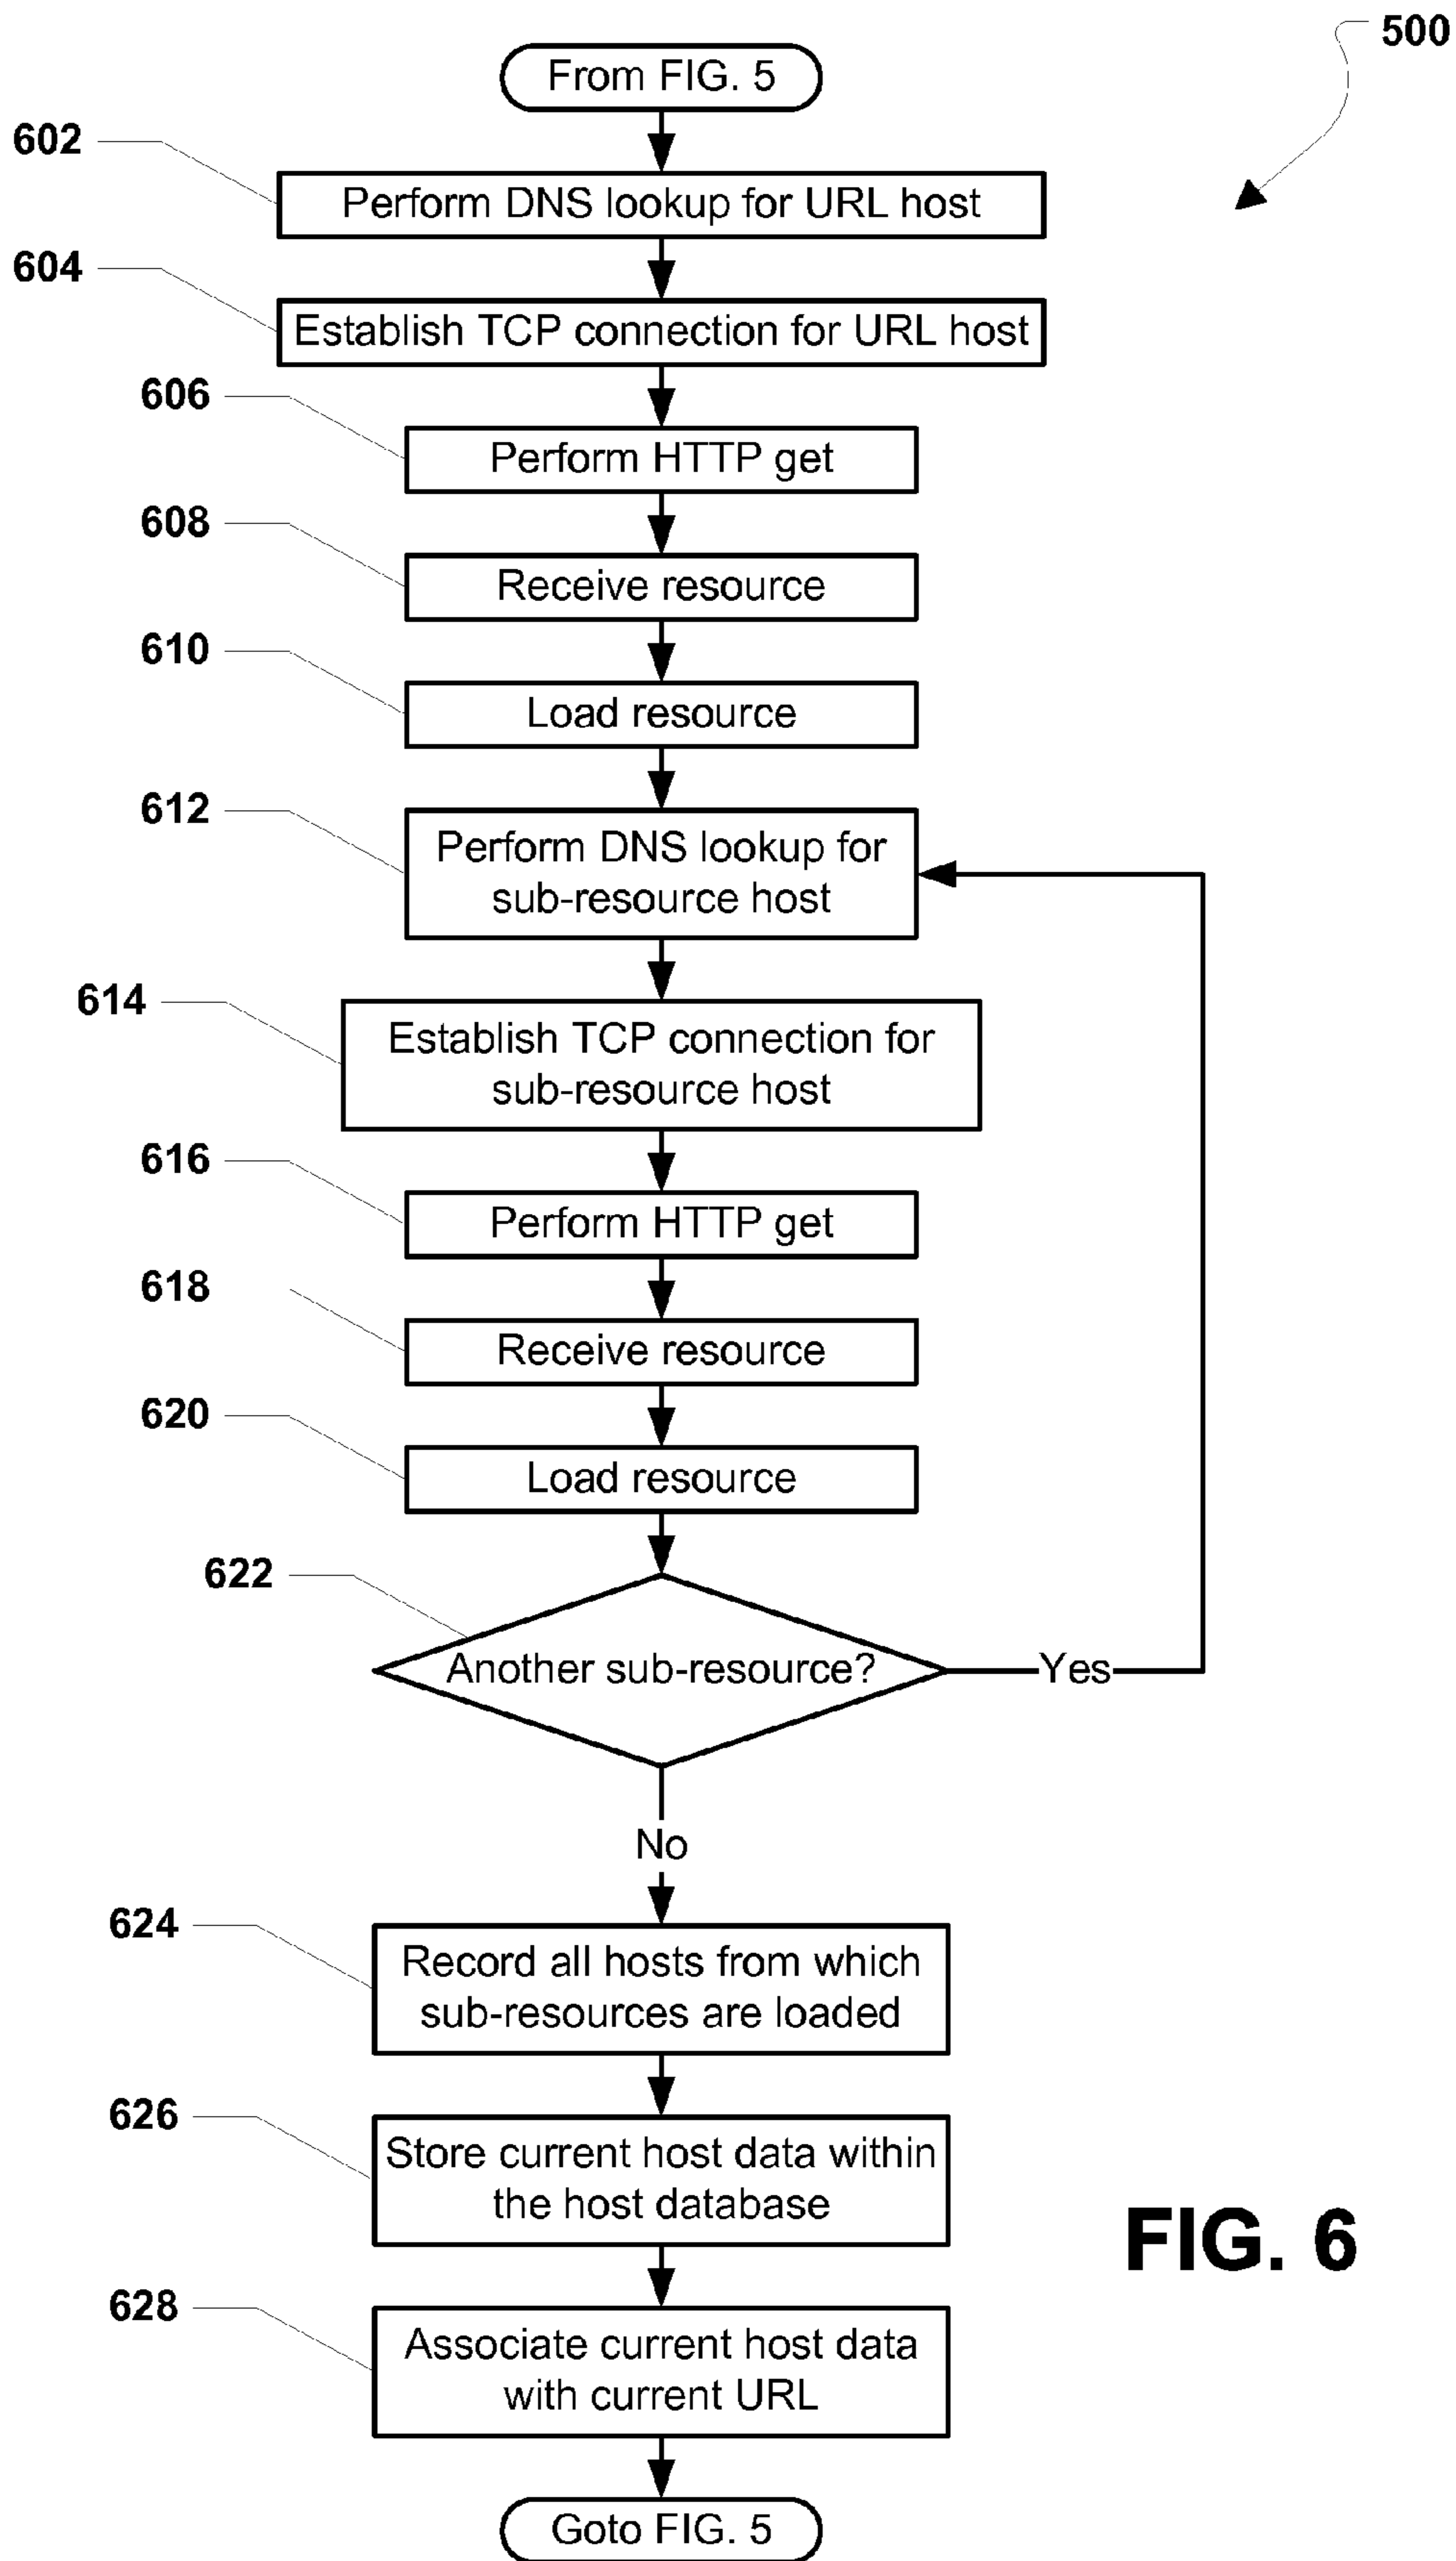 500
From FIG. 5
602
Perform DNS lookup for URL host
604
Establish TCP connection for URL host
606
Perform HTTP get
608
Receive resource
610
Load resource
612
Perform DNS lookup for
sub-resource host
614
Establish TCP connection for
sub-resource host
616
Perform HTTP get
618
Receive resource
620
Load resource
622
Another sub-resource?
Yes
No
624
Record all hosts from which
sub-resources are loaded
626
Store current host data within
the host database
628
Associate current host data
with current URL
Goto FIG. 5
FIG. 6